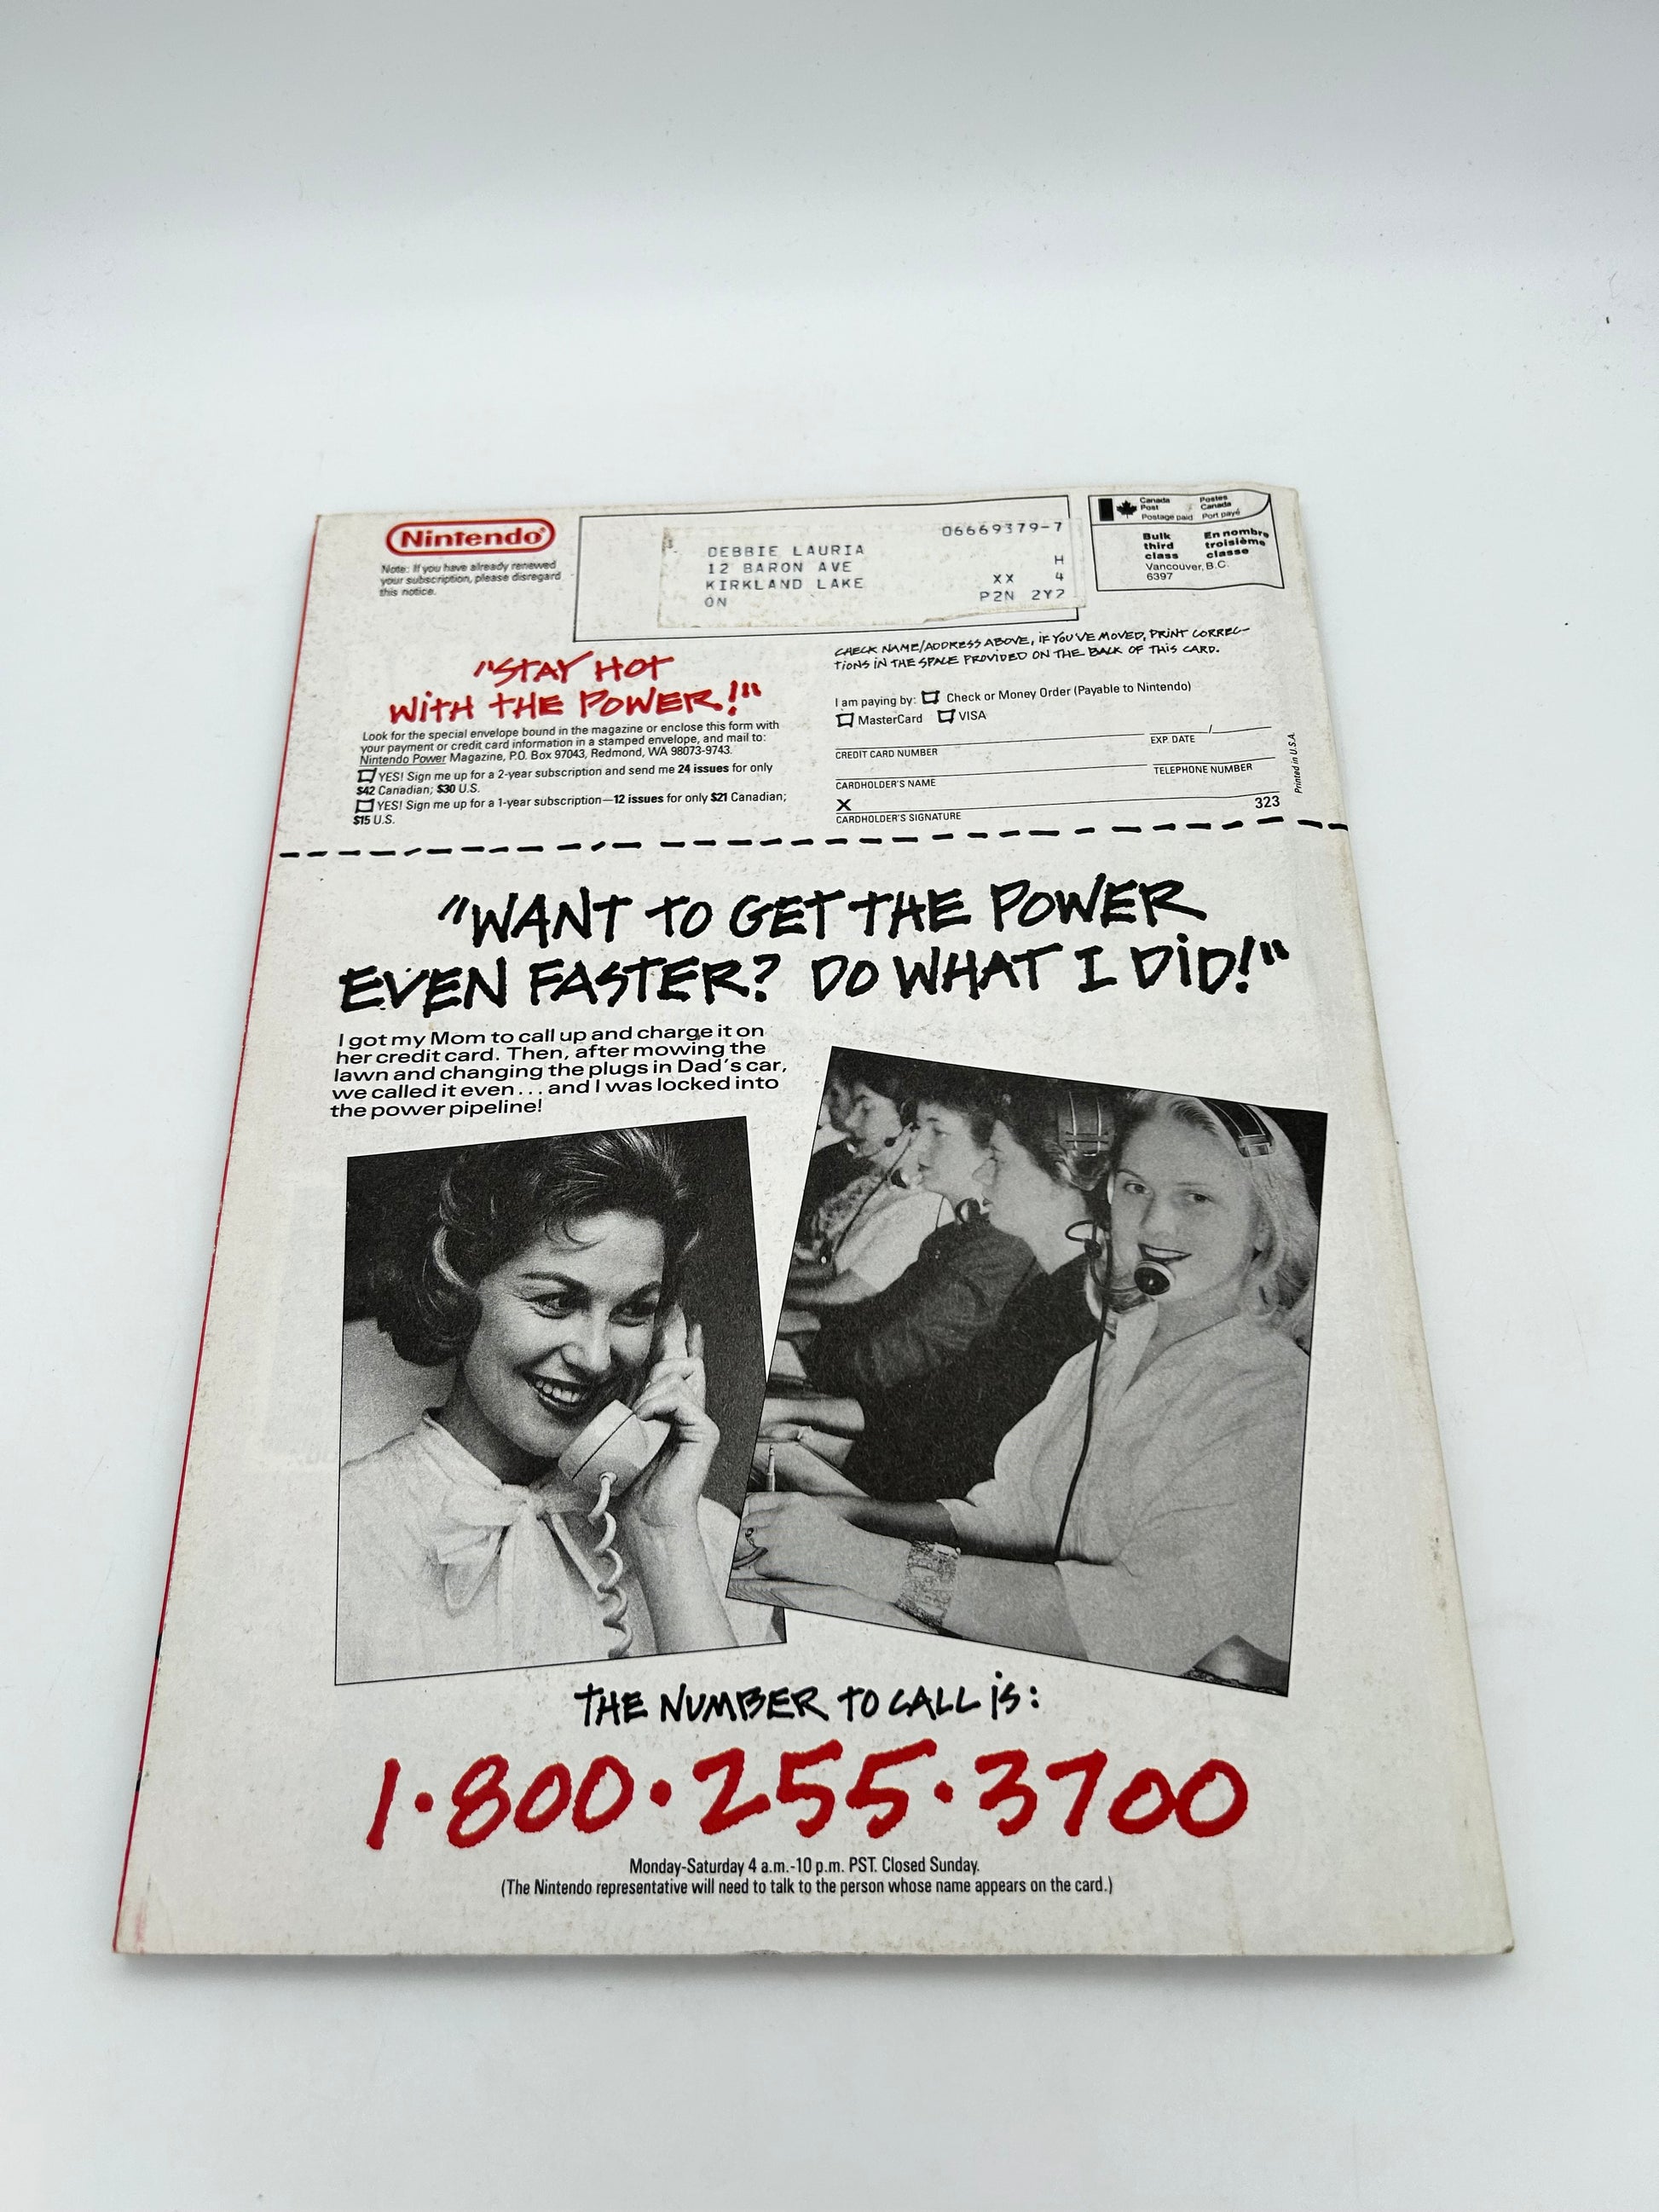 Nintendo®
Note: If you have already renewed
your subscription, please disregard
this notice.
06669379-7
DEBBIE LAURIA
H
12 BARON AVE
XX 4
KIRKLAND LAKE
P2N 2Y2
ON
Canada Post
Postage paid
Postes Canada
Port payé
Bulk
third
class
En nombre
troisième
classe
Vancouver, B.C.
6397
"STAY HOT
WITH THE POWER!"
Look for the special envelope bound in the magazine or enclose this form with
your payment or credit card information in a stamped envelope, and mail to:
Nintendo Power Magazine, P.O. Box 97043, Redmond, WA 98073-9743.
YES! Sign me up for a 2-year subscription and send me 24 issues for only
$42 Canadian; $30 U.S.
YES! Sign me up for a 1-year subscription—12 issues for only $21 Canadian;
$15 U.S.
CHECK NAME/ADDRESS ABOVE, IF YOU'VE MOVED, PRINT CORREC-
TIONS IN THE SPACE PROVIDED ON THE BACK OF THIS CARD.
I am paying by: Check or Money Order (Payable to Nintendo)
MasterCard VISA
/
CREDIT CARD NUMBER EXP. DATE
CARDHOLDER'S NAME TELEPHONE NUMBER
X
CARDHOLDER'S SIGNATURE
323
Printed in U.S.A.
"WANT TO GET THE POWER
EVEN FASTER? DO WHAT I DID!"
I got my Mom to call up and charge it on
her credit card. Then, after mowing the
lawn and changing the plugs in Dad's car,
we called it even . . . and I was locked into
the power pipeline!
THE NUMBER TO CALL IS:
1·800·255·3700
Monday-Saturday 4 a.m.-10 p.m. PST. Closed Sunday.
(The Nintendo representative will need to talk to the person whose name appears on the card.)